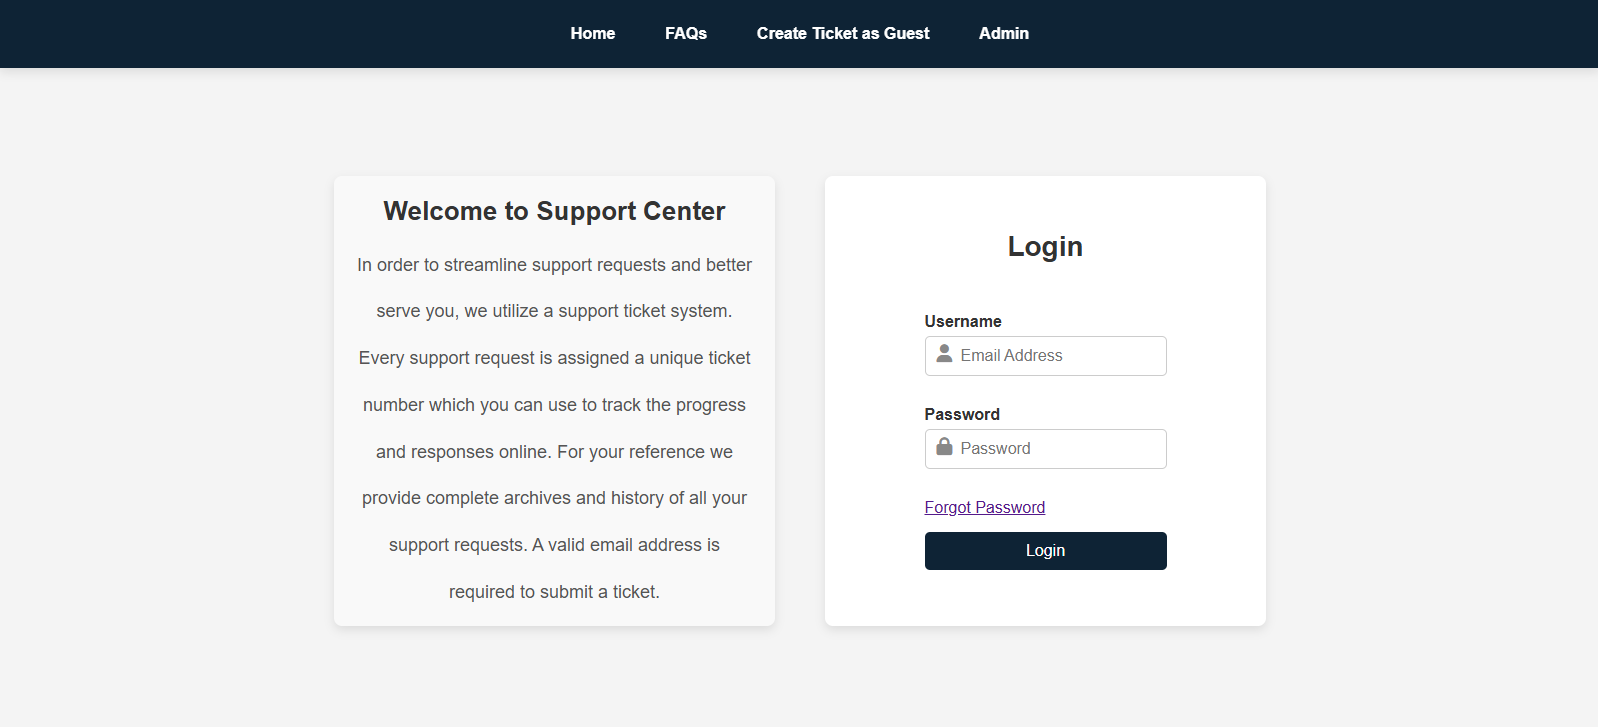 Home FAQs Create Ticket as Guest Admin
Welcome to Support Center
In order to streamline support requests and better
serve you, we utilize a support ticket system.
Every support request is assigned a unique ticket
number which you can use to track the progress
and responses online. For your reference we
provide complete archives and history of all your
support requests. A valid email address is
required to submit a ticket.
Login
Username
Email Address
Password
Password
Forgot Password
Login